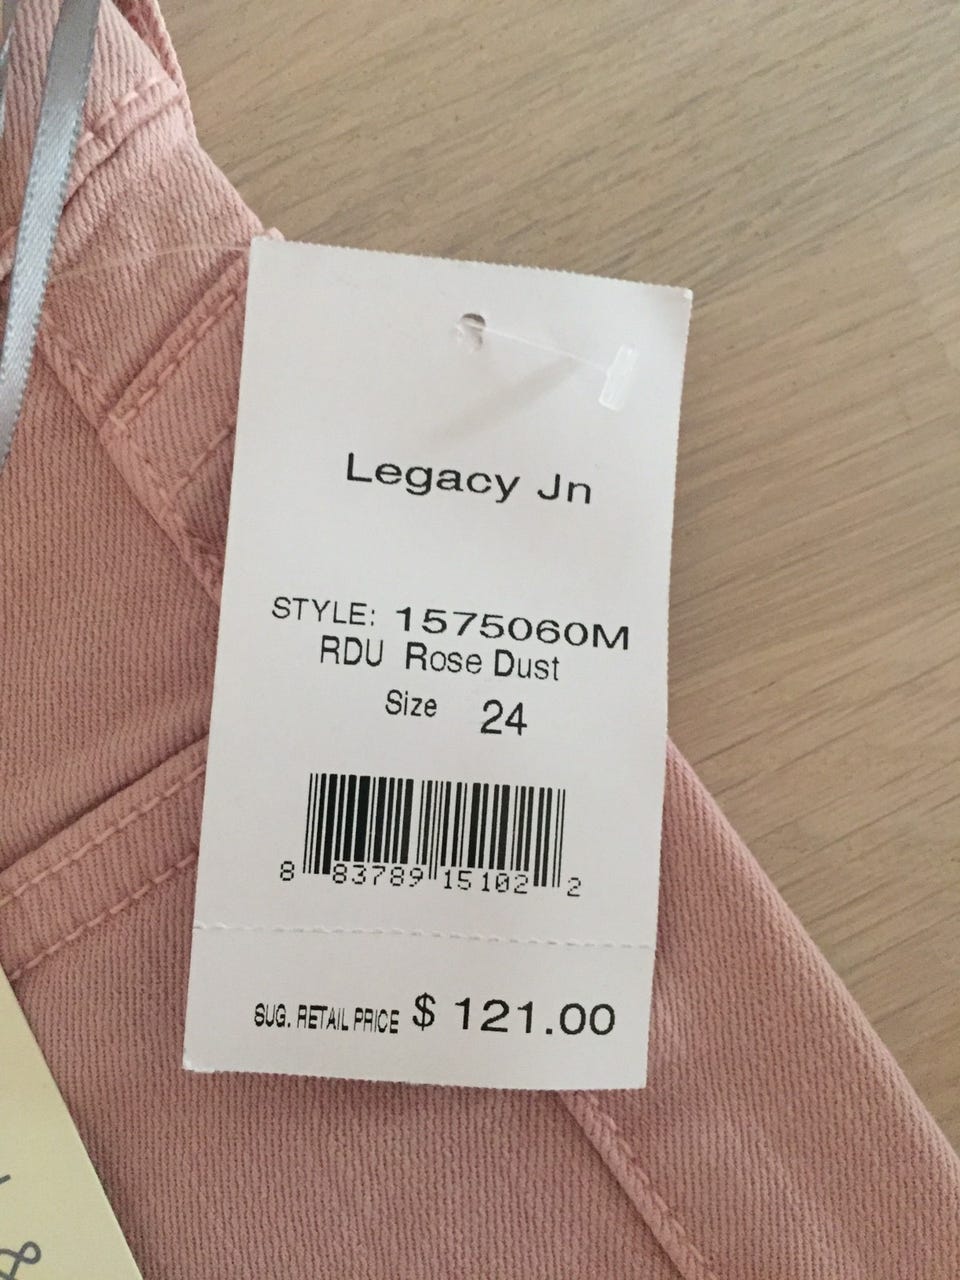 Legacy Jn
STYLE: 1575060M
RDU Rose Dust
Size 24
8 83789 15102 2
SUG. RETAIL PRICE $ 121.00
&